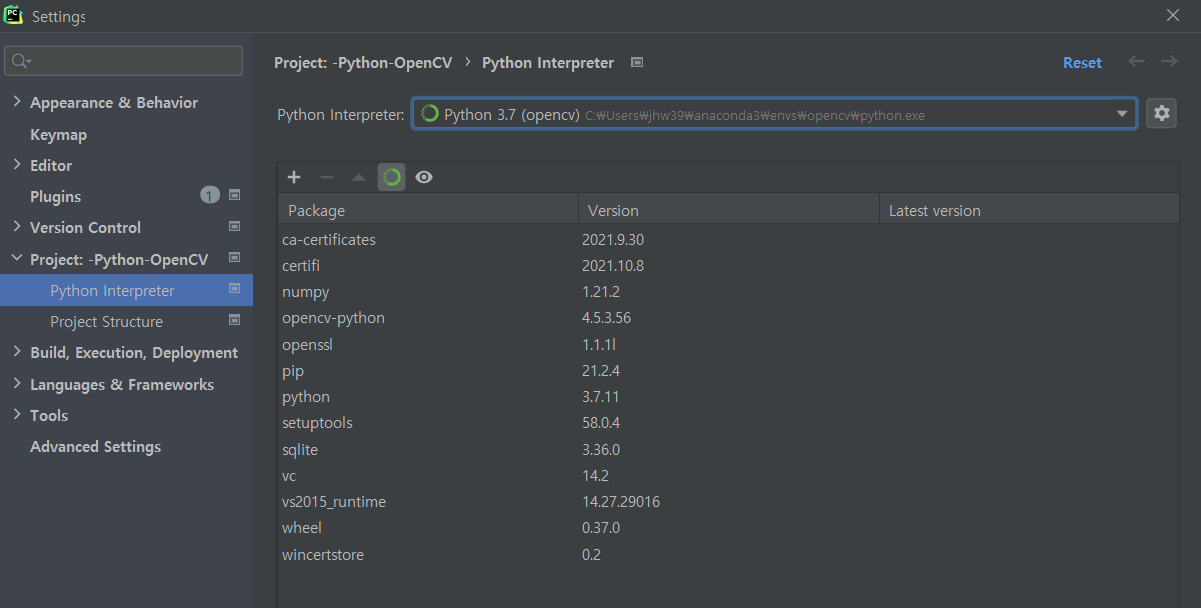 PC Settings
Project: -Python-OpenCV > Python Interpreter Reset
Python Interpreter: Python 3.7 (opencv) C:₩Users₩jhw39₩anaconda3₩envs₩opencv₩python.exe
Appearance & Behavior
Keymap
Editor
Plugins 1
Version Control
Project: -Python-OpenCV
Python Interpreter
Project Structure
Build, Execution, Deployment
Languages & Frameworks
Tools
Advanced Settings
Package Version Latest version
ca-certificates 2021.9.30
certifi 2021.10.8
numpy 1.21.2
opencv-python 4.5.3.56
openssl 1.1.1l
pip 21.2.4
python 3.7.11
setuptools 58.0.4
sqlite 3.36.0
vc 14.2
vs2015_runtime 14.27.29016
wheel 0.37.0
wincertstore 0.2